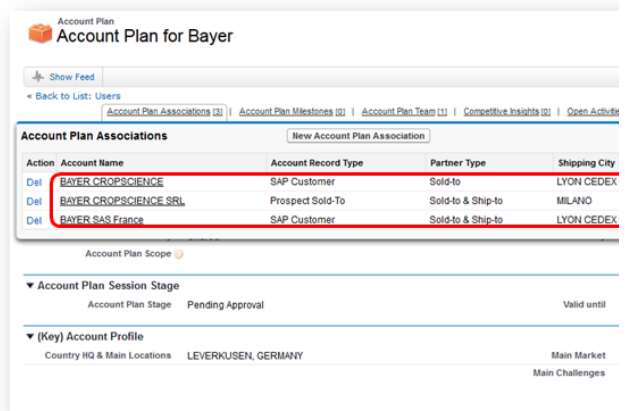 Account Plan
Account Plan for Bayer
Show Feed
« Back to List: Users
Account Plan Associations [3] | Account Plan Milestones [0] | Account Plan Team [1] | Competitive Insights [0] | Open Activitie
Account Plan Associations New Account Plan Association
Action Account Name Account Record Type Partner Type Shipping City
Del BAYER CROPSCIENCE SAP Customer Sold-to LYON CEDEX
Del BAYER CROPSCIENCE SRL Prospect Sold-To Sold-to & Ship-to MILANO
Del BAYER SAS France SAP Customer Sold-to & Ship-to LYON CEDEX
Account Plan Scope
Account Plan Session Stage
Account Plan Stage Pending Approval Valid until
(Key) Account Profile
Country HQ & Main Locations LEVERKUSEN, GERMANY Main Market
Main Challenges